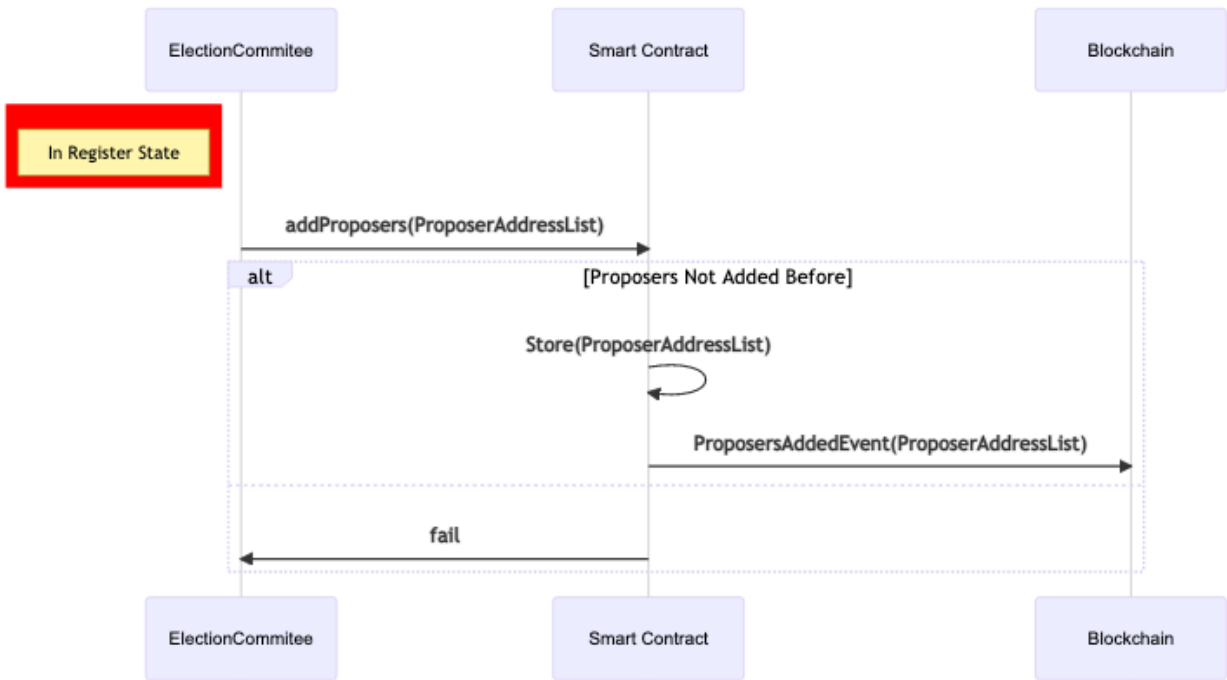 ElectionCommitee
Smart Contract
Blockchain
In Register State
addProposers(ProposerAddressList)
alt
[Proposers Not Added Before]
Store(ProposerAddressList)
ProposersAddedEvent(ProposerAddressList)
fail
ElectionCommitee
Smart Contract
Blockchain